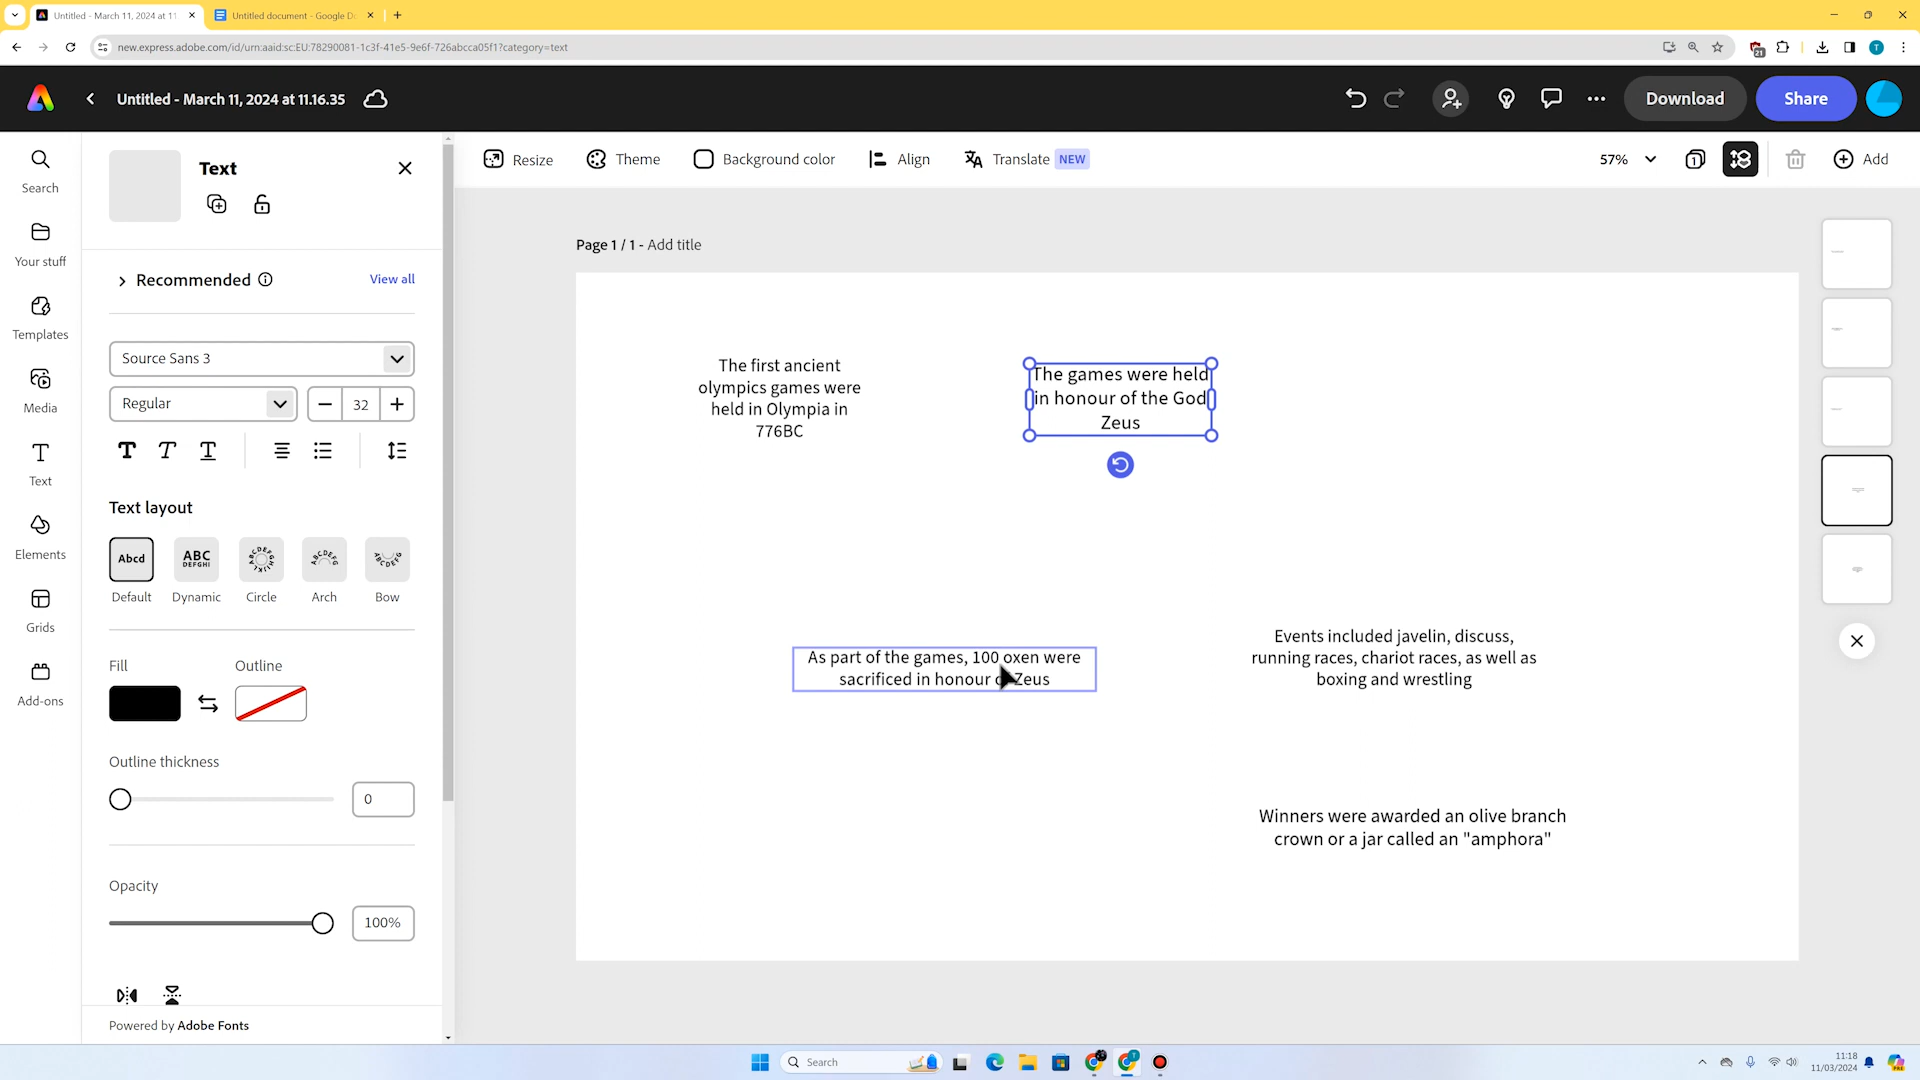 Untitled - March 11, 2024 at 11
Untitled document - Google D
new.express.adobe.com/id/urn:aaid:sc:EU:78290081-1c3f-41e5-9e6f-726abcca05f1?category=text
21
T
Untitled - March 11, 2024 at 11.16.35
Download
Share
Search
Your stuff
Templates
Media
Text
Elements
Grids
Add-ons
Text
Recommended
View all
Source Sans 3
Regular
32
T T T
Text layout
Abcd
ABC
DEFGHI
ABCDEFGHIJKL
ABCDEFG
ABCDEFG
Default
Dynamic
Circle
Arch
Bow
Fill
Outline
Outline thickness
0
Opacity
100%
Powered by Adobe Fonts
Resize
Theme
Background color
Align
Translate NEW
57%
1
Add
Page 1 / 1 - Add title
The first ancient
olympics games were
held in Olympia in
776BC
The games were held
in honour of the God
Zeus
As part of the games, 100 oxen were
sacrificed in honour Zeus
Events included javelin, discuss,
running races, chariot races, as well as
boxing and wrestling
Winners were awarded an olive branch
crown or a jar called an "amphora"
Search
11:18
11/03/2024